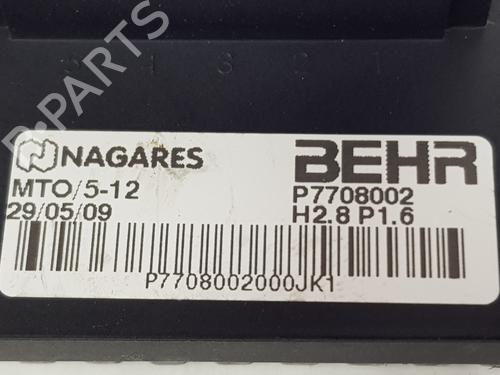 NAGARES
BEHR
MTO/5-12
P7708002
29/05/09
H2.8 P1.6
P7708002000JK1
B-PARTS